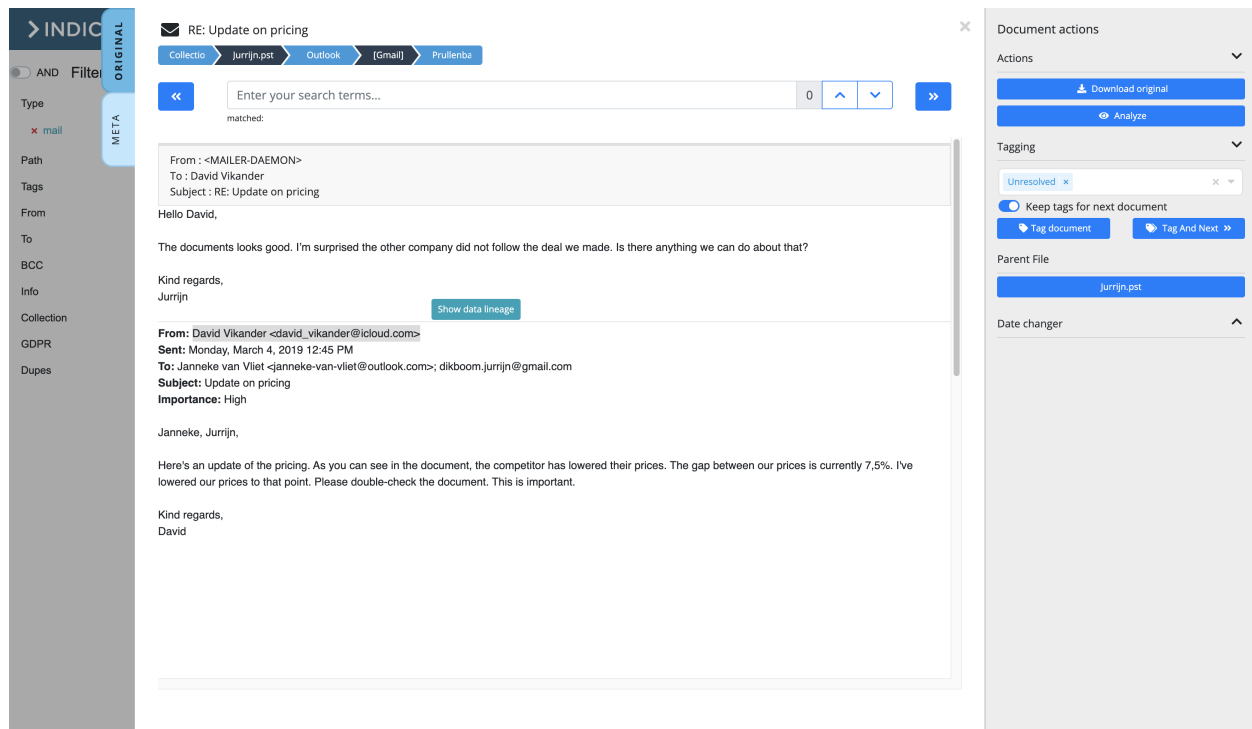 INDIC
AND Filte
Type
× mail
Path
Tags
From
To
BCC
Info
Collection
GDPR
Dupes
ORIGINAL
META
RE: Update on pricing
×
Collectio
Jurrijn.pst
Outlook
[Gmail]
Prullenba
«
Enter your search terms...
0
»
matched:
From : <MAILER-DAEMON>
To : David Vikander
Subject : RE: Update on pricing
Hello David,
The documents looks good. I'm surprised the other company did not follow the deal we made. Is there anything we can do about that?
Kind regards,
Jurrijn
Show data lineage
From: David Vikander <david_vikander@icloud.com>
Sent: Monday, March 4, 2019 12:45 PM
To: Janneke van Vliet <janneke-van-vliet@outlook.com>; dikboom.jurrijn@gmail.com
Subject: Update on pricing
Importance: High
Janneke, Jurrijn,
Here's an update of the pricing. As you can see in the document, the competitor has lowered their prices. The gap between our prices is currently 7,5%. I've
lowered our prices to that point. Please double-check the document. This is important.
Kind regards,
David
Document actions
Actions
Download original
Analyze
Tagging
Unresolved ×
×
Keep tags for next document
Tag document
Tag And Next »
Parent File
Jurrijn.pst
Date changer